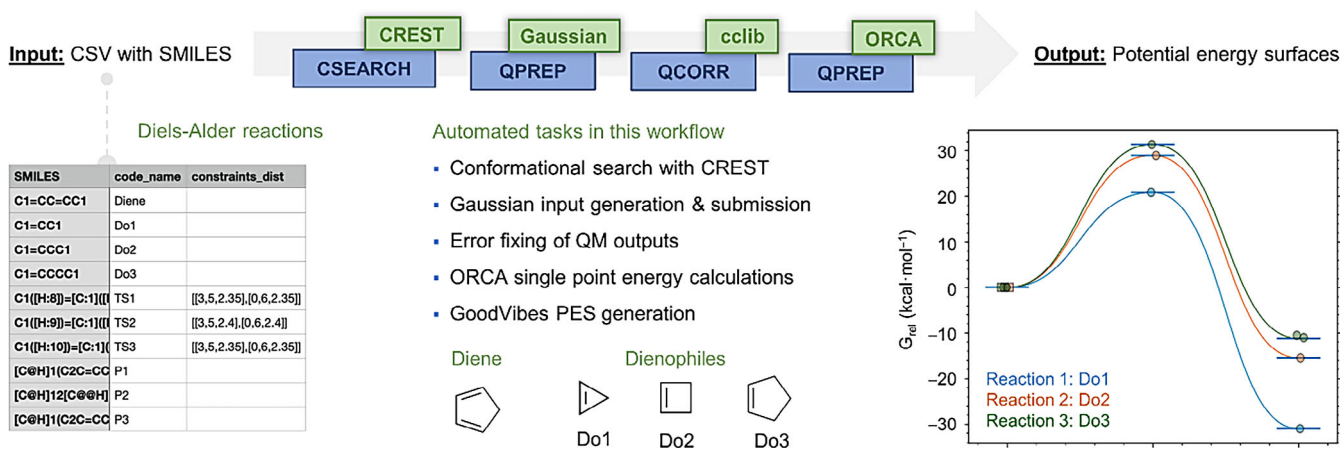 CREST Gaussian cclib ORCA
Input: CSV with SMILES
CSEARCH QPREP QCORR QPREP
Output: Potential energy surfaces
Diels-Alder reactions
SMILES code_name constraints_dist
C1=CC=CC1 Diene
C1=CC1 Do1
C1=CCC1 Do2
C1=CCCC1 Do3
C1([H:8])=[C:1]([ TS1 [[3,5,2.35],[0,6,2.35]]
C1([H:9])=[C:1]([ TS2 [[3,5,2.4],[0,6,2.4]]
C1([H:10])=[C:1]( TS3 [[3,5,2.35],[0,6,2.35]]
[C@H]1(C2C=CC P1
[C@H]12[C@@H] P2
[C@H]1(C2C=CC P3
Automated tasks in this workflow
▪ Conformational search with CREST
▪ Gaussian input generation & submission
▪ Error fixing of QM outputs
▪ ORCA single point energy calculations
▪ GoodVibes PES generation
Diene Dienophiles
Do1 Do2 Do3
G_rel (kcal·mol⁻¹)
30
20
10
0
−10
−20
−30
Reaction 1: Do1
Reaction 2: Do2
Reaction 3: Do3